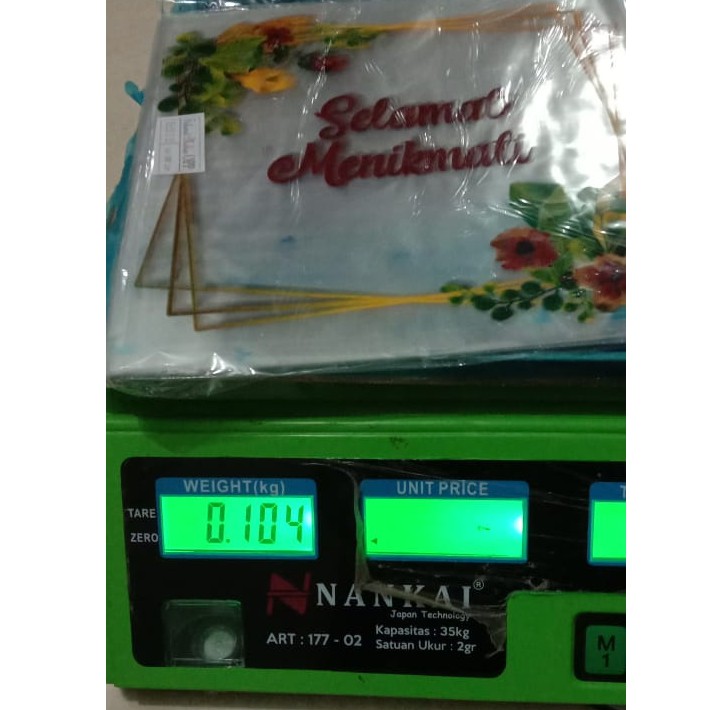 Selamat
Menikmati
WEIGHT(kg)
UNIT PRICE
T
TARE
0.104
ZERO
NANKAI®
Japan Technology
ART : 177 - 02
Kapasitas : 35kg
Satuan Ukur : 2gr
M
1